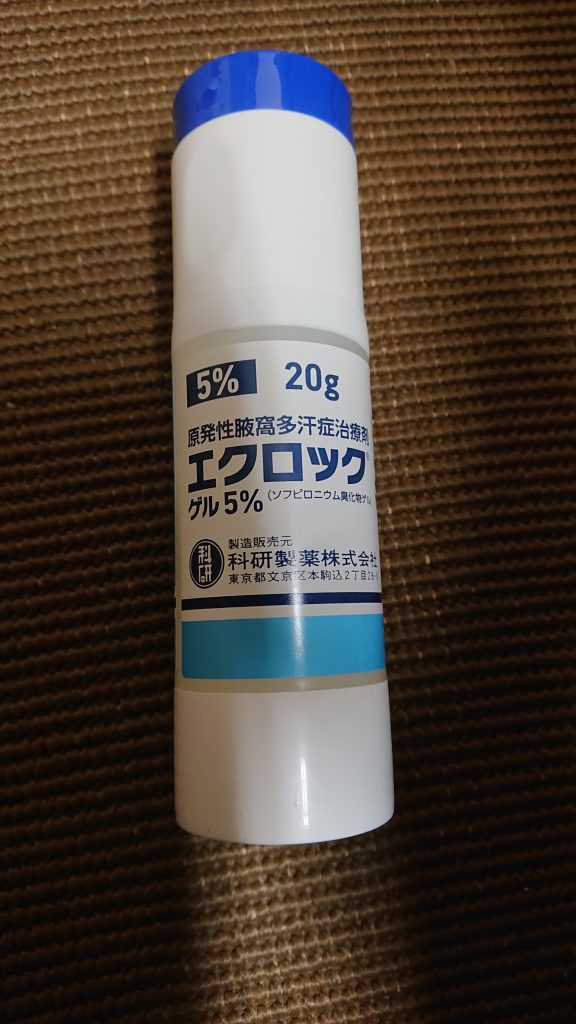 5% 20g
原発性腋窩多汗症治療剤
エクロック®
ゲル5% (ソフピロニウム臭化物ゲル)
科研
製造販売元
科研製薬株式会社
東京都文京区本駒込2丁目28-